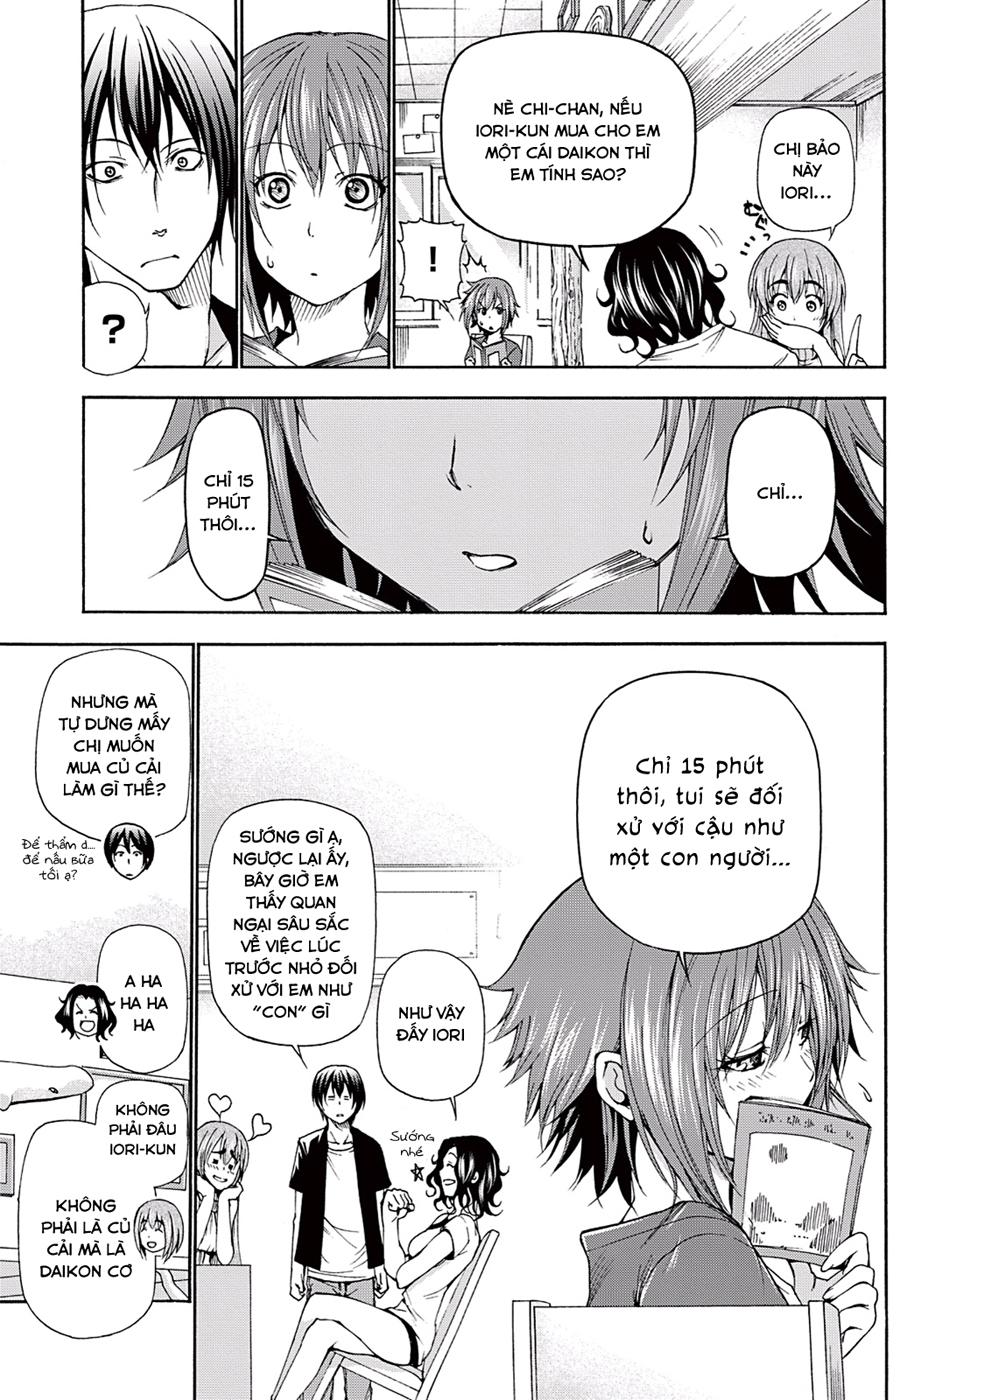 CHỊ BẢO
NÀY
IORI...
むぎゅっ
NÈ CHI-CHAN, NẾU
IORI-KUN MUA CHO EM
MỘT CÁI DAIKON THÌ
EM TÍNH SAO?
!
?
CHỈ...
CHỈ 15
PHÚT
THÔI...
Chỉ 15 phút
thôi, tui sẽ đối
xử với cậu như
một con người...
NHƯ VẬY
ĐẤY IORI
Sướng
nhé
SƯỚNG GÌ Ạ,
NGƯỢC LẠI ẤY,
BÂY GIỜ EM
THẤY QUAN
NGẠI SÂU SẮC
VỀ VIỆC LÚC
TRƯỚC NHỎ ĐỐI
XỬ VỚI EM NHƯ
“CON” GÌ
NHƯNG MÀ
TỰ DƯNG MẤY
CHỊ MUỐN
MUA CỦ CẢI
LÀM GÌ THẾ?
Để thẩm d...
để nấu bữa
tối ạ?
A HA
HA HA
HA
KHÔNG
PHẢI ĐÂU
IORI-KUN
KHÔNG
PHẢI LÀ CỦ
CẢI MÀ LÀ
DAIKON CƠ